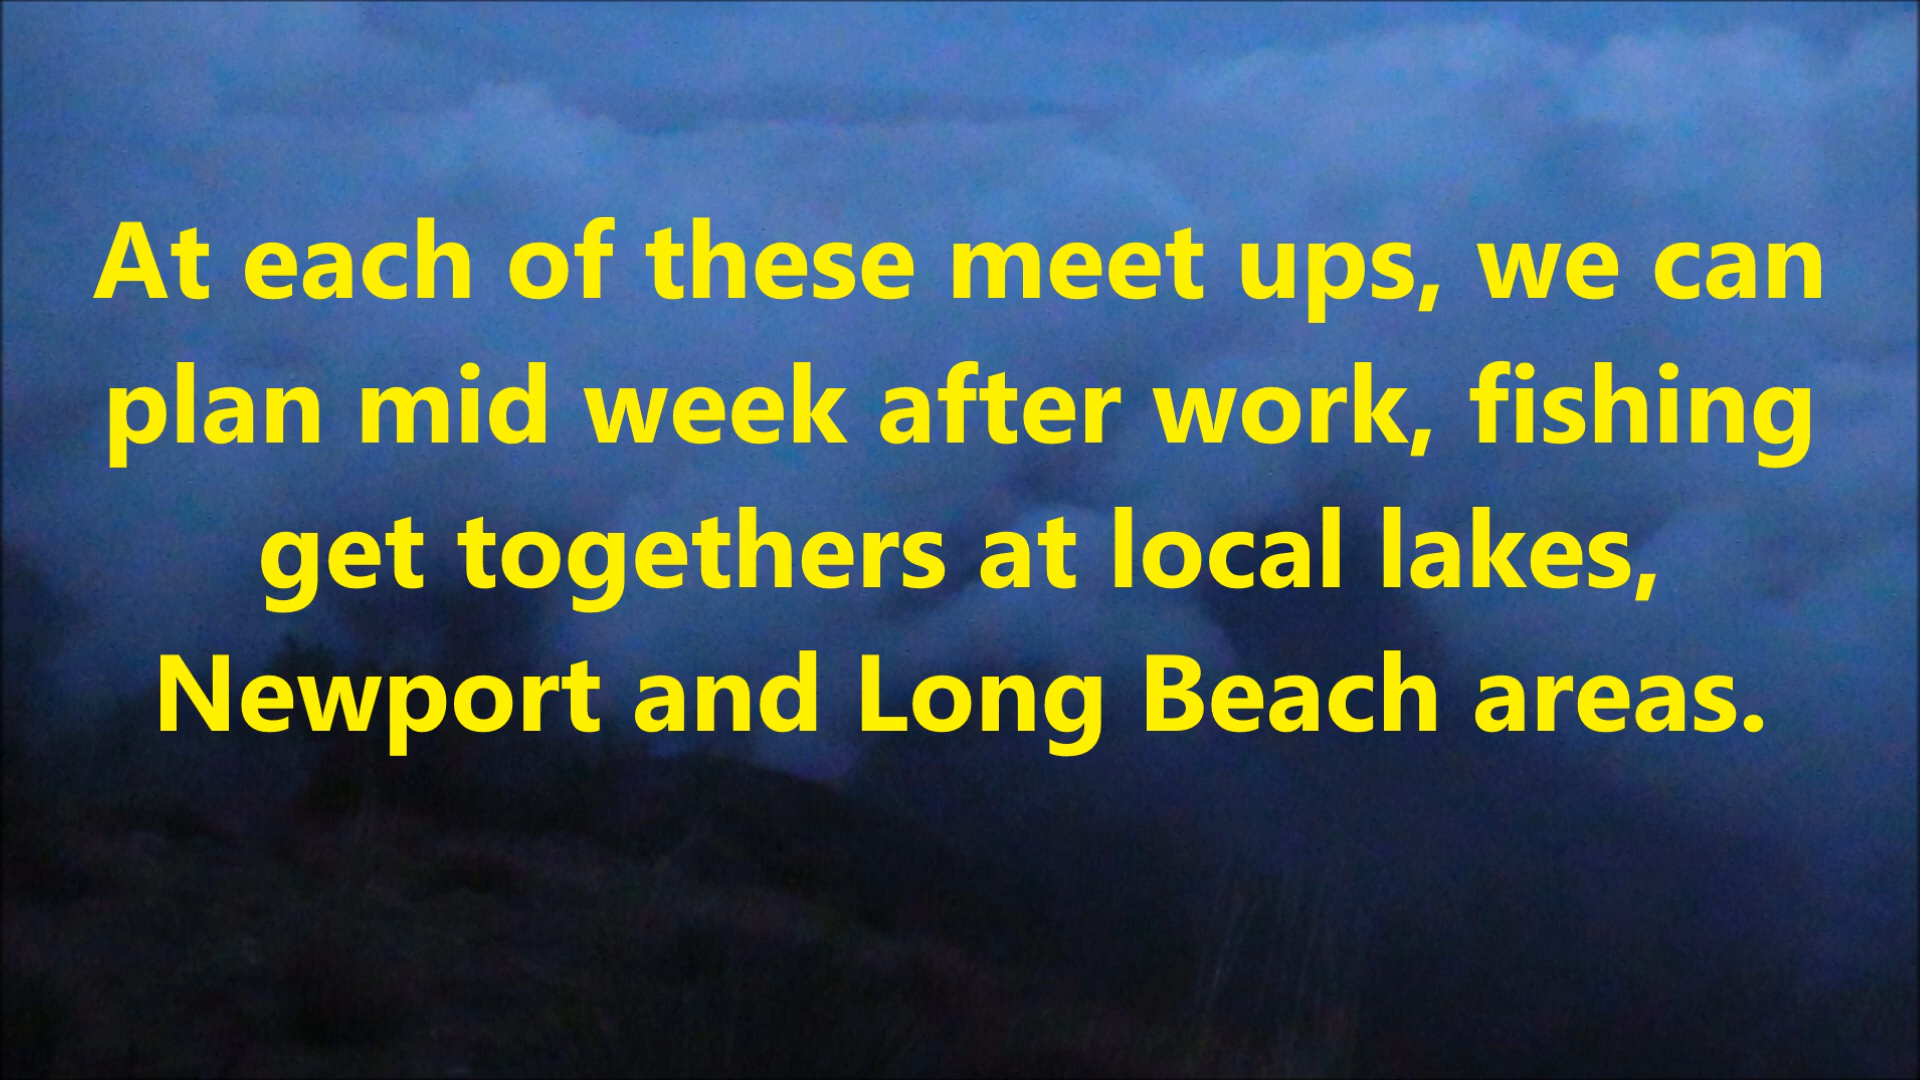 At each of these meet ups, we can
plan mid week after work, fishing
get togethers at local lakes,
Newport and Long Beach areas.